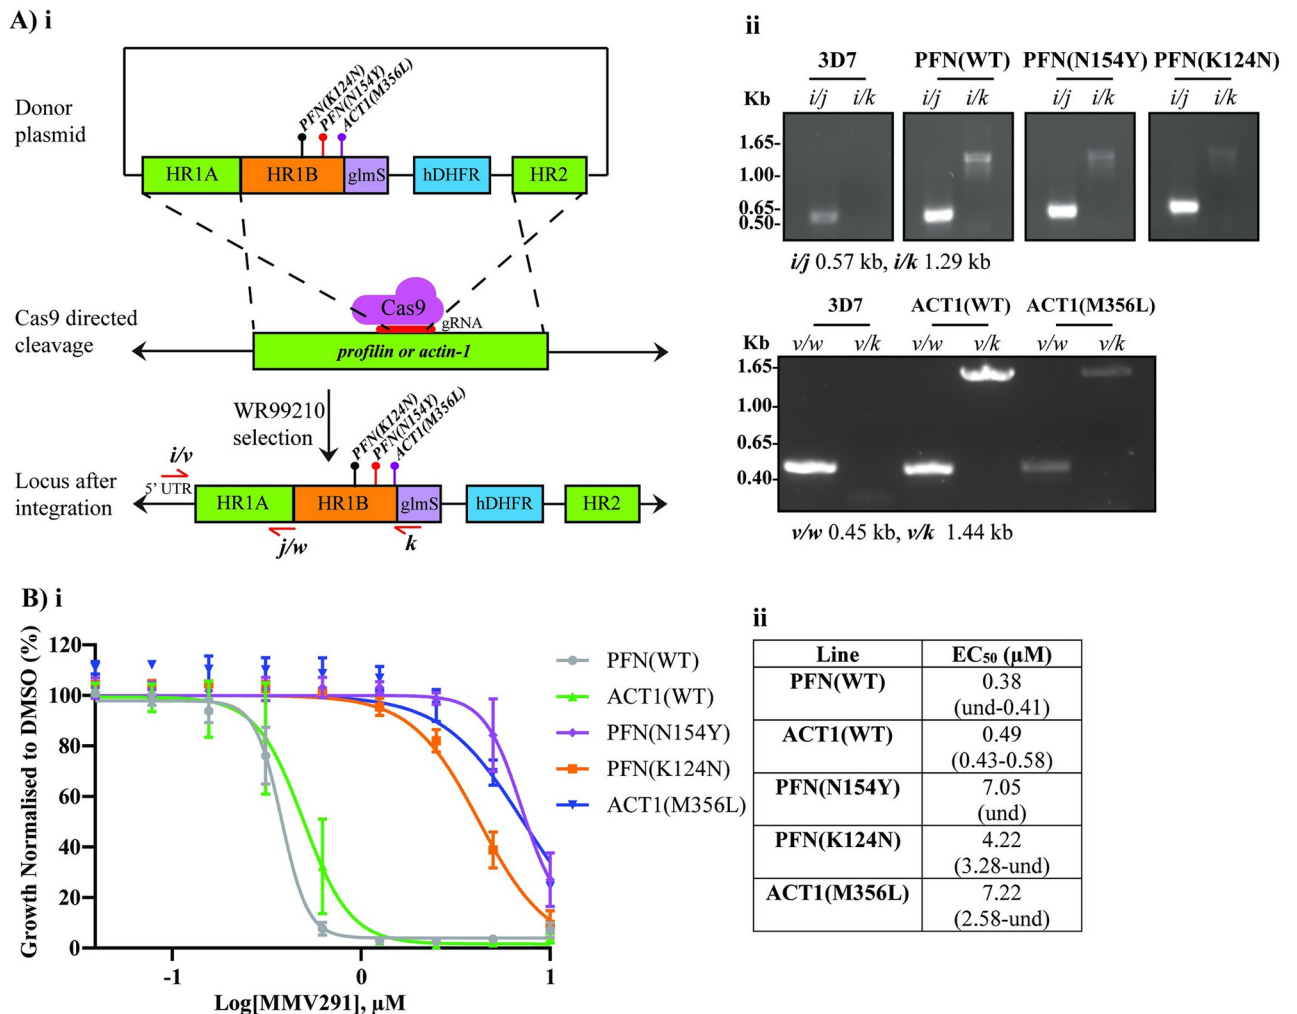 A) i
Donor plasmid
PFN(K124N)
PFN(N154Y)
ACT1(M356L)
HR1A
HR1B
glmS
hDHFR
HR2
Cas9
gRNA
Cas9 directed cleavage
profilin or actin-1
WR99210 selection
PFN(K124N)
PFN(N154Y)
ACT1(M356L)
i/v
5' UTR
Locus after integration
HR1A
HR1B
glmS
hDHFR
HR2
j/w
k
ii
3D7 PFN(WT) PFN(N154Y) PFN(K124N)
Kb i/j i/k i/j i/k i/j i/k i/j i/k
1.65-
1.00-
0.65-
0.50-
i/j 0.57 kb, i/k 1.29 kb
3D7 ACT1(WT) ACT1(M356L)
Kb v/w v/k v/w v/k v/w v/k
1.65-
1.00-
0.65-
0.40-
v/w 0.45 kb, v/k 1.44 kb
B) i
Growth Normalised to DMSO (%)
120
100
80
60
40
20
0
-1 0 1
Log[MMV291], µM
PFN(WT)
ACT1(WT)
PFN(N154Y)
PFN(K124N)
ACT1(M356L)
ii
Line EC₅₀ (µM)
PFN(WT) 0.38
(und-0.41)
ACT1(WT) 0.49
(0.43-0.58)
PFN(N154Y) 7.05
(und)
PFN(K124N) 4.22
(3.28-und)
ACT1(M356L) 7.22
(2.58-und)